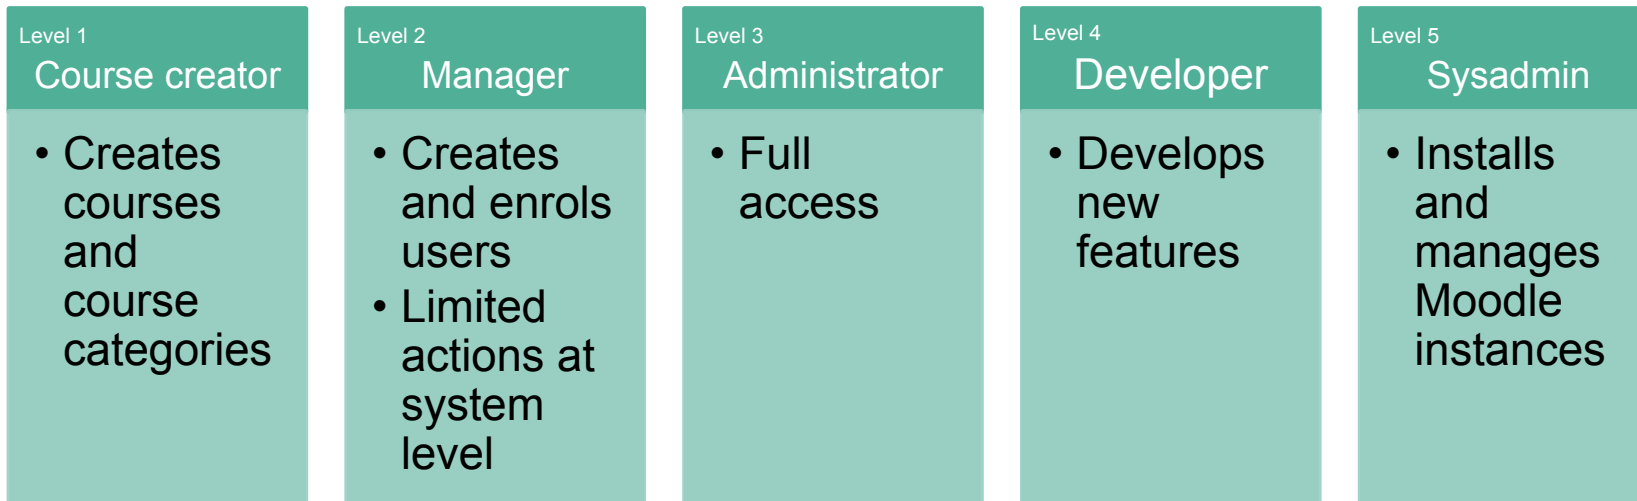 Level 1
Course creator
• Creates
courses
and
course
categories
Level 2
Manager
• Creates
and enrols
users
• Limited
actions at
system
level
Level 3
Administrator
• Full
access
Level 4
Developer
• Develops
new
features
Level 5
Sysadmin
• Installs
and
manages
Moodle
instances